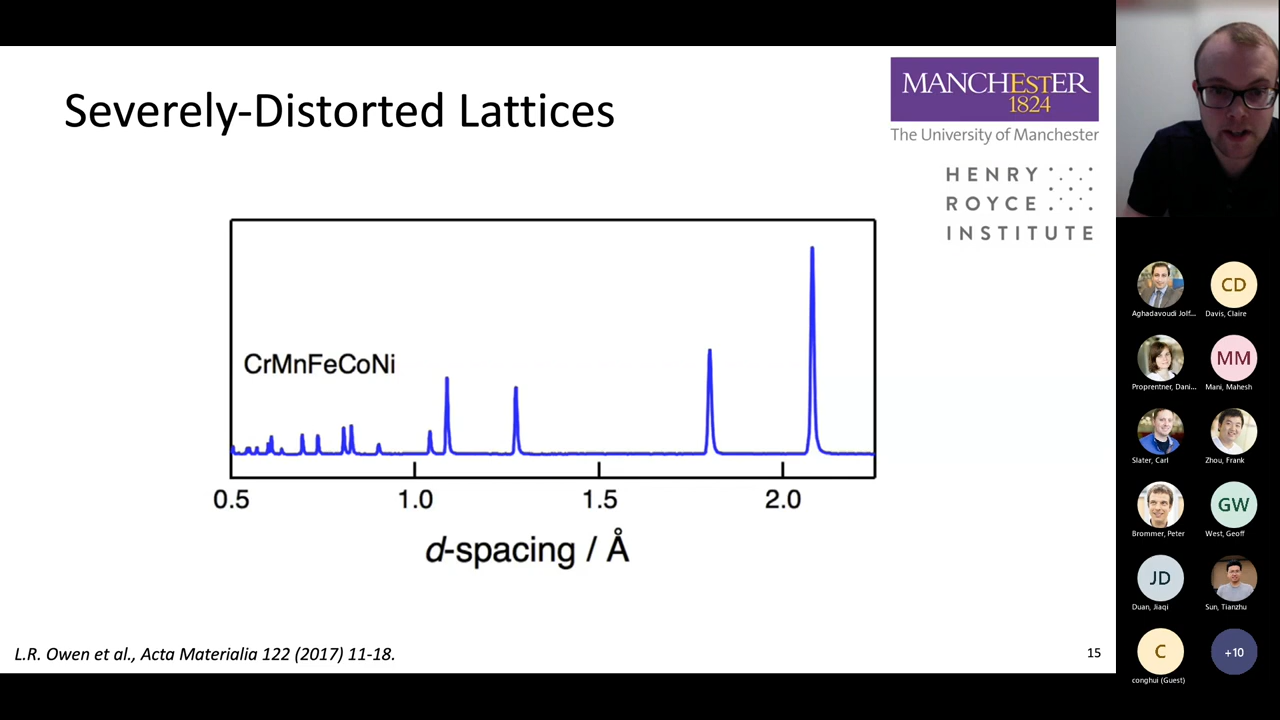 Severely-Distorted Lattices
MANCHESTER
1824
The University of Manchester
HENRY
ROYCE
INSTITUTE
CrMnFeCoNi
0.5
1.0
1.5
2.0
d-spacing / Å
L.R. Owen et al., Acta Materialia 122 (2017) 11-18.
15
CD
Aghadavoudi Jolf...
Davis, Claire
MM
Proprentner, Dani...
Mani, Mahesh
Slater, Carl
Zhou, Frank
GW
Brommer, Peter
West, Geoff
JD
Duan, Jiaqi
Sun, Tianzhu
C
+10
conghui (Guest)